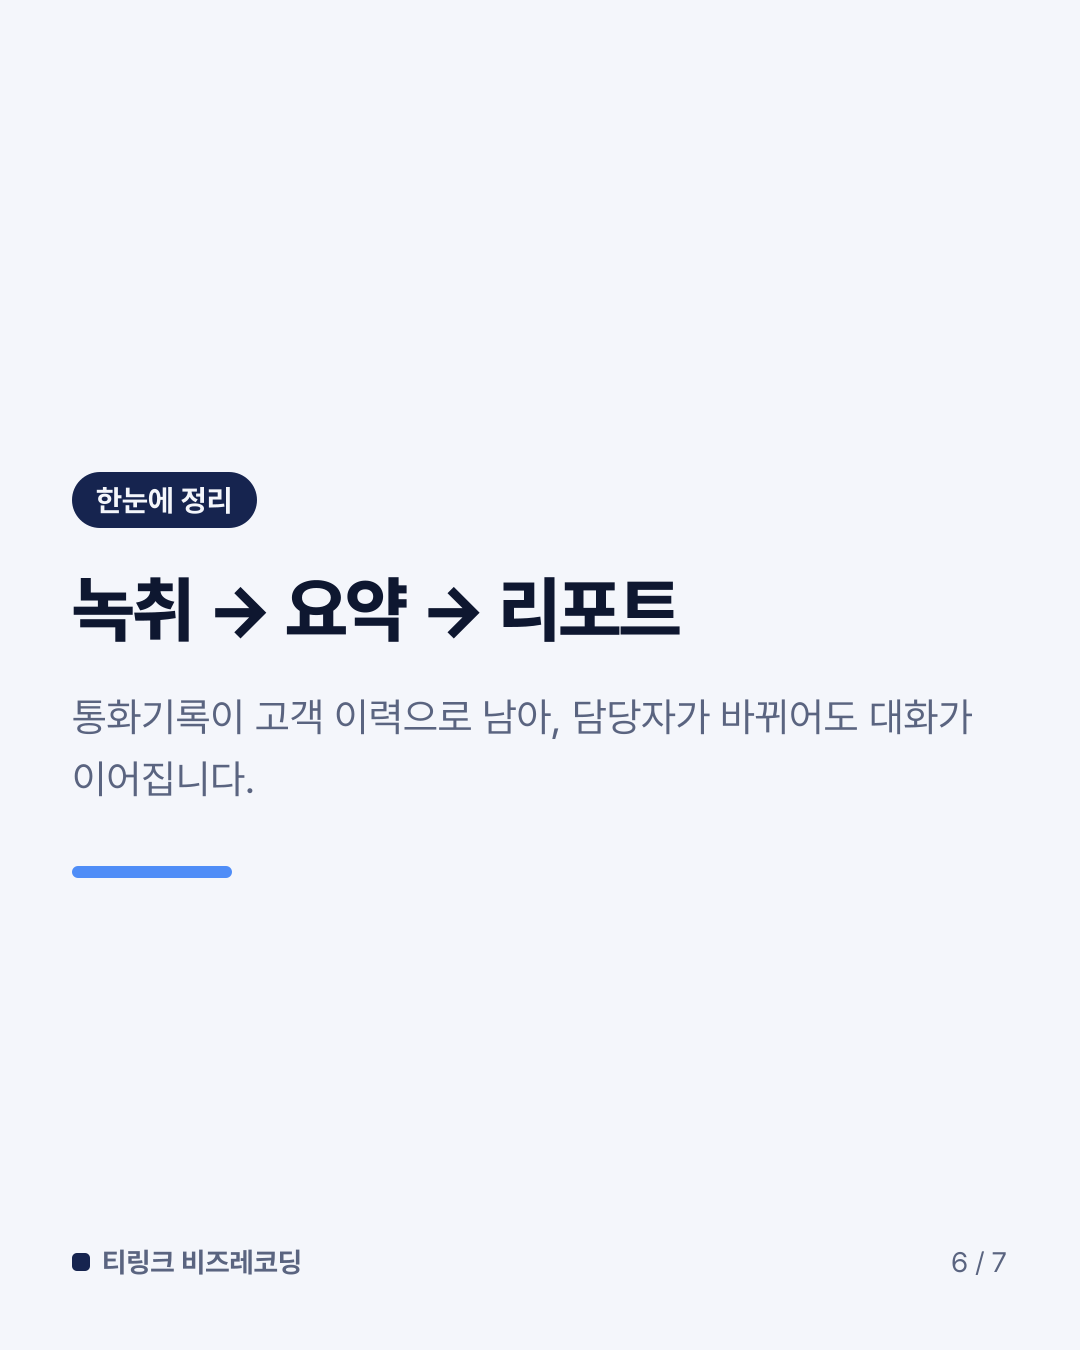 한눈에 정리
녹취 → 요약 → 리포트
통화기록이 고객 이력으로 남아, 담당자가 바뀌어도 대화가
이어집니다.
티링크 비즈레코딩
6 / 7